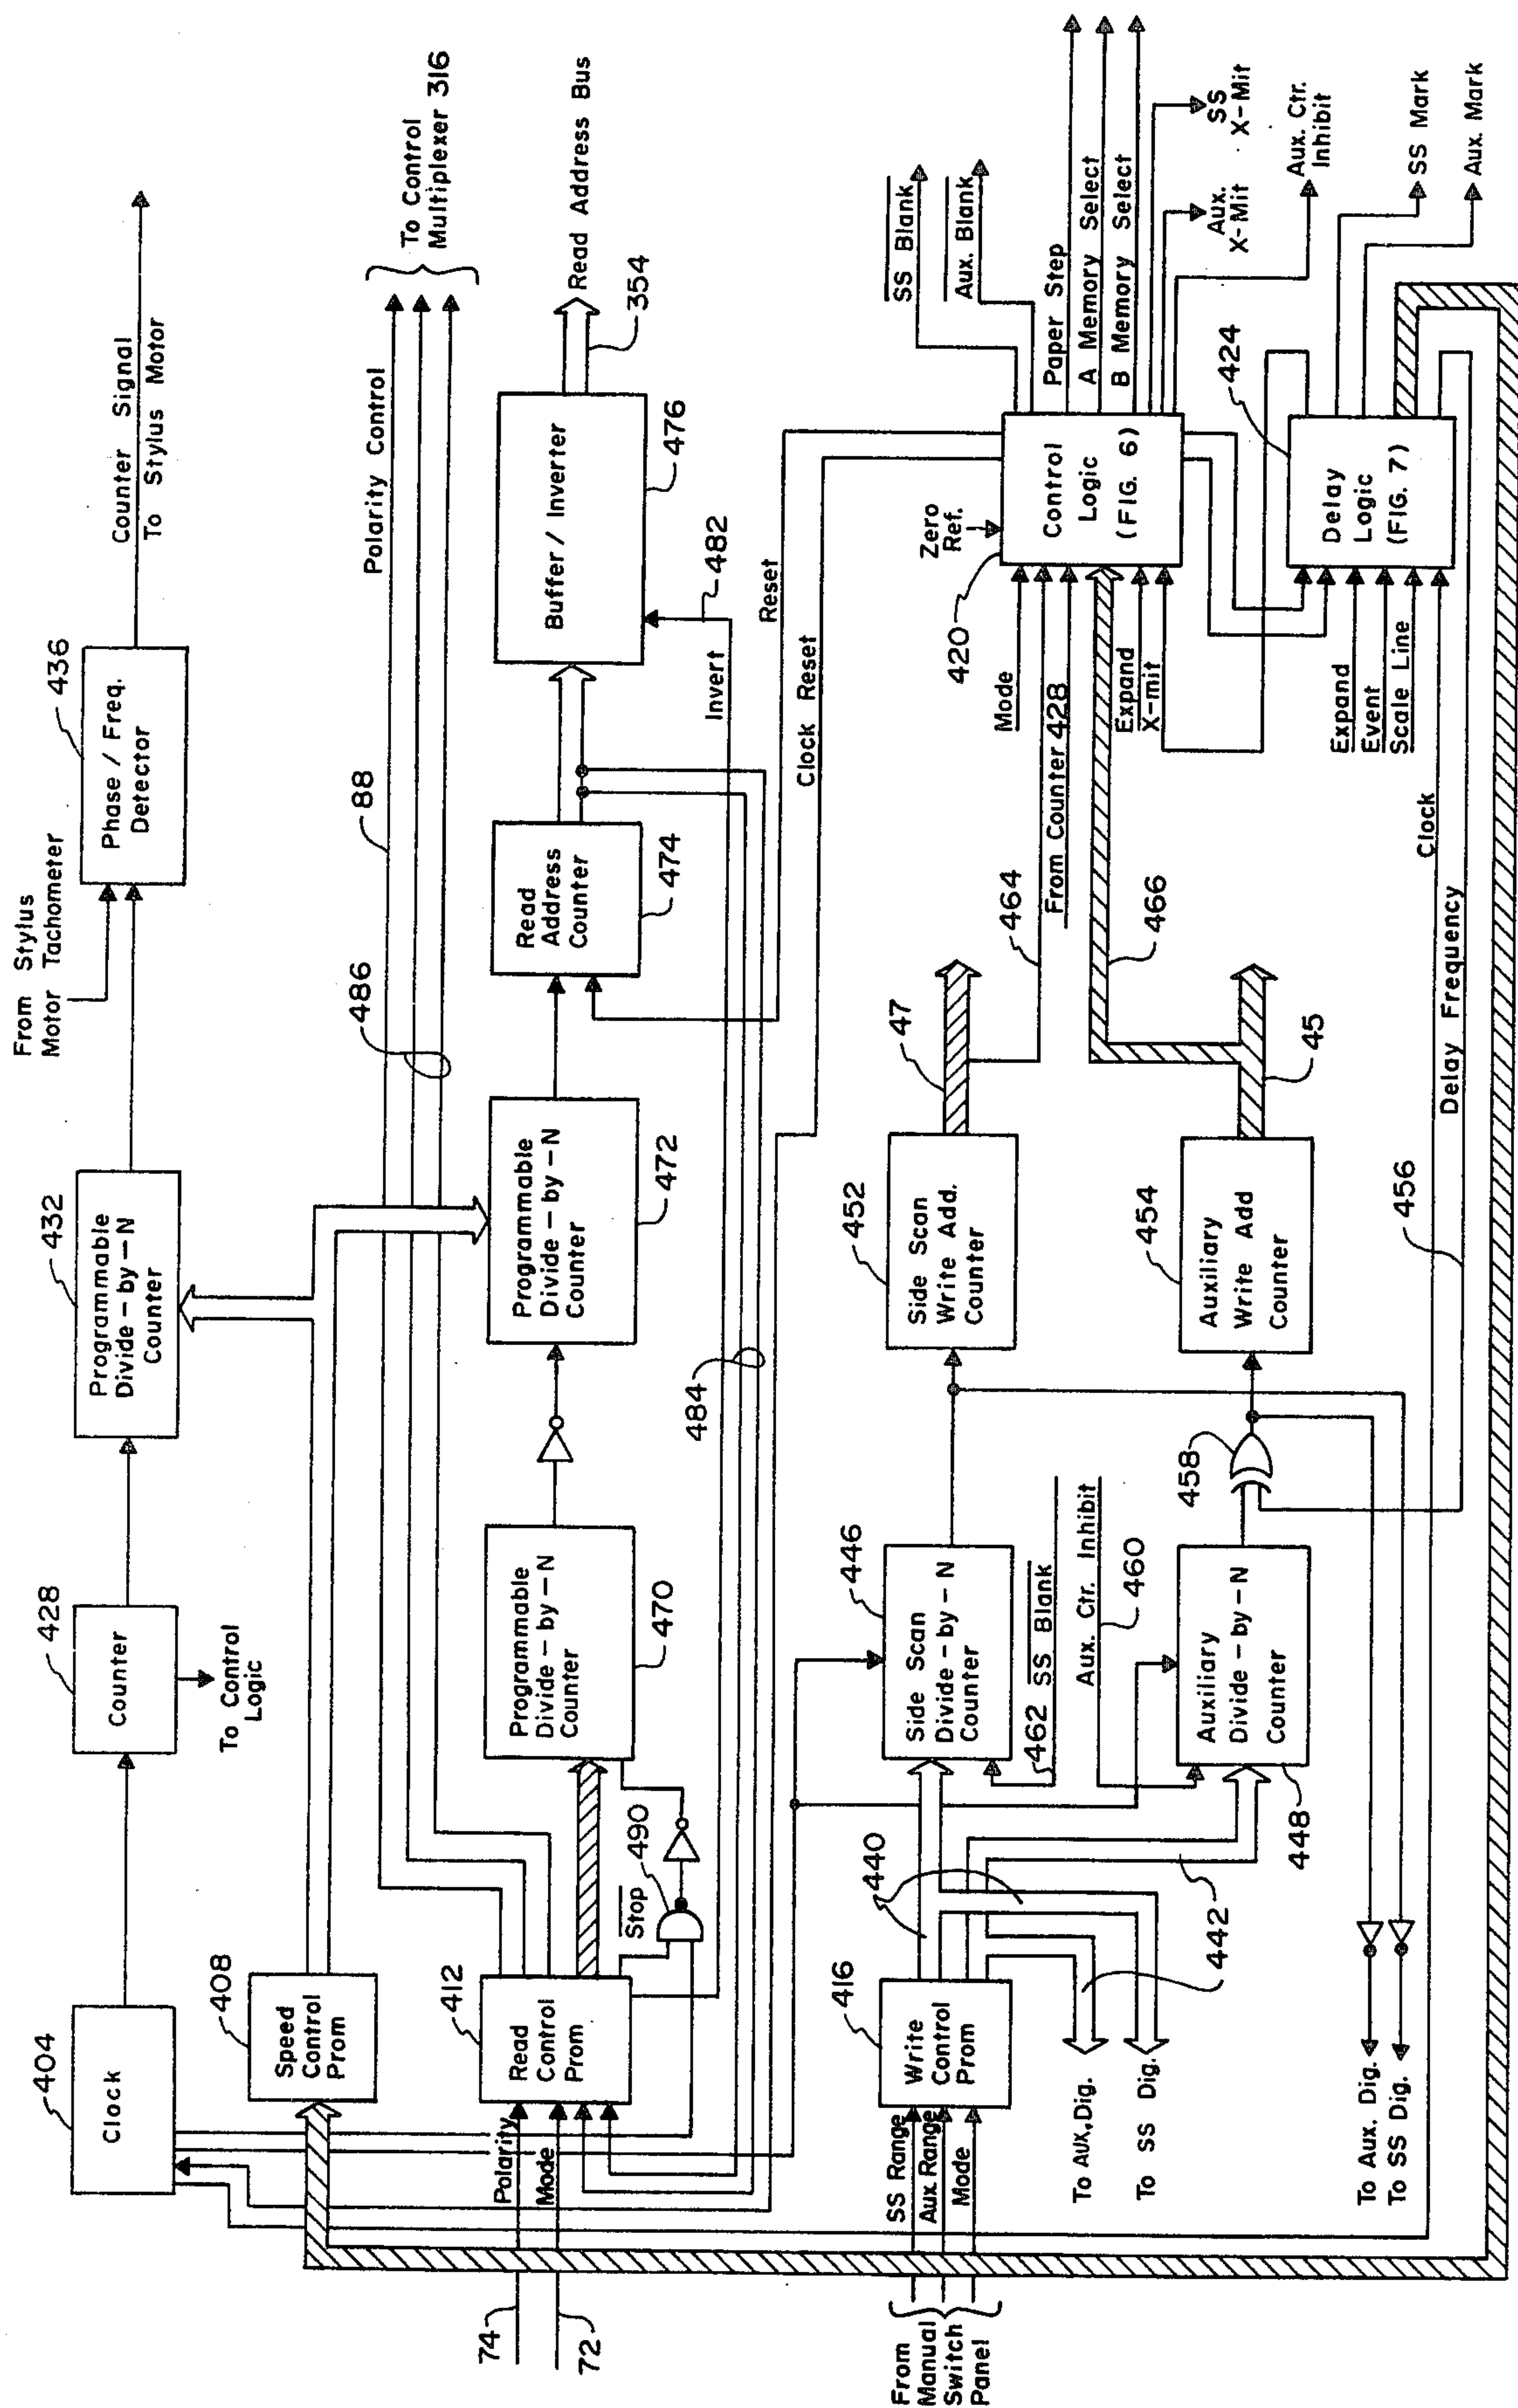 404
Clock
428
Counter
To Control
Logic
432
Programmable
Divide-by-N
Counter
From Stylus
Motor Tachometer
436
Phase / Freq.
Detector
Counter Signal
To Stylus Motor
408
Speed
Control
Prom
486
88
Polarity Control
To Control
Multiplexer 316
74
72
Polarity
Mode
412
Read
Control
Prom
Stop
490
Programmable
Divide-by-N
Counter
470
Programmable
Divide-by-N
Counter
472
Read
Address
Counter
474
Buffer / Inverter
476
354
Read Address Bus
484
Invert
482
Reset
Clock Reset
From
Manual
Switch
Panel
SS Range
Aux Range
Mode
416
Write
Control
Prom
440
442
To Aux, Dig.
To SS Dig.
446
Side Scan
Divide-by-N
Counter
462
SS Blank
Aux. Ctr. Inhibit
460
Auxiliary
Divide-by-N
Counter
448
458
452
Side Scan
Write Add.
Counter
47
464
454
Auxiliary
Write Add
Counter
45
466
456
To Aux Dig.
To SS Dig.
Mode
From Counter 428
Expand
X-mit
420
Zero
Ref.
Control
Logic
(FIG. 6)
SS Blank
Aux. Blank
Paper Step
A Memory Select
B Memory Select
SS
X-Mit
Aux.
X-Mit
Aux. Ctr.
Inhibit
424
Delay
Logic
(FIG. 7)
Expand
Event
Scale Line
Clock
Delay Frequency
SS Mark
Aux. Mark